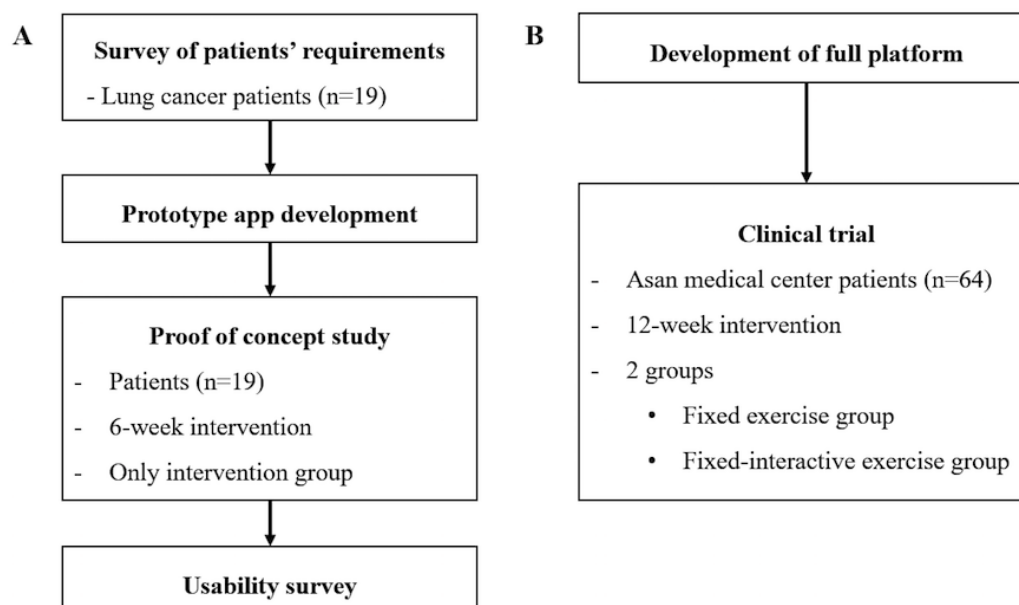 A
Survey of patients’ requirements
- Lung cancer patients (n=19)
Prototype app development
Proof of concept study
- Patients (n=19)
- 6-week intervention
- Only intervention group
Usability survey
B
Development of full platform
Clinical trial
- Asan medical center patients (n=64)
- 12-week intervention
- 2 groups
• Fixed exercise group
• Fixed-interactive exercise group